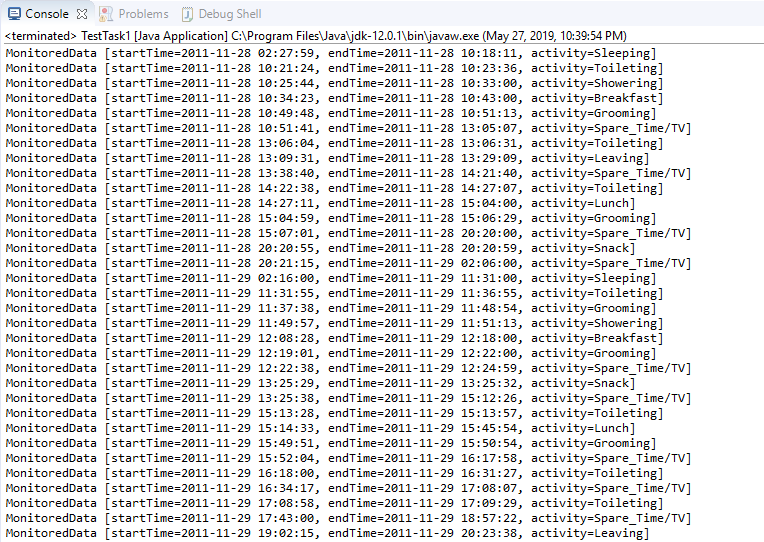 Console Problems Debug Shell
<terminated> TestTask1 [Java Application] C:\Program Files\Java\jdk-12.0.1\bin\javaw.exe (May 27, 2019, 10:39:54 PM)
MonitoredData [startTime=2011-11-28 02:27:59, endTime=2011-11-28 10:18:11, activity=Sleeping]
MonitoredData [startTime=2011-11-28 10:21:24, endTime=2011-11-28 10:23:36, activity=Toileting]
MonitoredData [startTime=2011-11-28 10:25:44, endTime=2011-11-28 10:33:00, activity=Showering]
MonitoredData [startTime=2011-11-28 10:34:23, endTime=2011-11-28 10:43:00, activity=Breakfast]
MonitoredData [startTime=2011-11-28 10:49:48, endTime=2011-11-28 10:51:13, activity=Grooming]
MonitoredData [startTime=2011-11-28 10:51:41, endTime=2011-11-28 13:05:07, activity=Spare_Time/TV]
MonitoredData [startTime=2011-11-28 13:06:04, endTime=2011-11-28 13:06:31, activity=Toileting]
MonitoredData [startTime=2011-11-28 13:09:31, endTime=2011-11-28 13:29:09, activity=Leaving]
MonitoredData [startTime=2011-11-28 13:38:40, endTime=2011-11-28 14:21:40, activity=Spare_Time/TV]
MonitoredData [startTime=2011-11-28 14:22:38, endTime=2011-11-28 14:27:07, activity=Toileting]
MonitoredData [startTime=2011-11-28 14:27:11, endTime=2011-11-28 15:04:00, activity=Lunch]
MonitoredData [startTime=2011-11-28 15:04:59, endTime=2011-11-28 15:06:29, activity=Grooming]
MonitoredData [startTime=2011-11-28 15:07:01, endTime=2011-11-28 20:20:00, activity=Spare_Time/TV]
MonitoredData [startTime=2011-11-28 20:20:55, endTime=2011-11-28 20:20:59, activity=Snack]
MonitoredData [startTime=2011-11-28 20:21:15, endTime=2011-11-29 02:06:00, activity=Spare_Time/TV]
MonitoredData [startTime=2011-11-29 02:16:00, endTime=2011-11-29 11:31:00, activity=Sleeping]
MonitoredData [startTime=2011-11-29 11:31:55, endTime=2011-11-29 11:36:55, activity=Toileting]
MonitoredData [startTime=2011-11-29 11:37:38, endTime=2011-11-29 11:48:54, activity=Grooming]
MonitoredData [startTime=2011-11-29 11:49:57, endTime=2011-11-29 11:51:13, activity=Showering]
MonitoredData [startTime=2011-11-29 12:08:28, endTime=2011-11-29 12:18:00, activity=Breakfast]
MonitoredData [startTime=2011-11-29 12:19:01, endTime=2011-11-29 12:22:00, activity=Grooming]
MonitoredData [startTime=2011-11-29 12:22:38, endTime=2011-11-29 12:24:59, activity=Spare_Time/TV]
MonitoredData [startTime=2011-11-29 13:25:29, endTime=2011-11-29 13:25:32, activity=Snack]
MonitoredData [startTime=2011-11-29 13:25:38, endTime=2011-11-29 15:12:26, activity=Spare_Time/TV]
MonitoredData [startTime=2011-11-29 15:13:28, endTime=2011-11-29 15:13:57, activity=Toileting]
MonitoredData [startTime=2011-11-29 15:14:33, endTime=2011-11-29 15:45:54, activity=Lunch]
MonitoredData [startTime=2011-11-29 15:49:51, endTime=2011-11-29 15:50:54, activity=Grooming]
MonitoredData [startTime=2011-11-29 15:52:04, endTime=2011-11-29 16:17:58, activity=Spare_Time/TV]
MonitoredData [startTime=2011-11-29 16:18:00, endTime=2011-11-29 16:31:27, activity=Toileting]
MonitoredData [startTime=2011-11-29 16:34:17, endTime=2011-11-29 17:08:07, activity=Spare_Time/TV]
MonitoredData [startTime=2011-11-29 17:08:58, endTime=2011-11-29 17:09:29, activity=Toileting]
MonitoredData [startTime=2011-11-29 17:43:00, endTime=2011-11-29 18:57:22, activity=Spare_Time/TV]
MonitoredData [startTime=2011-11-29 19:02:15, endTime=2011-11-29 20:23:38, activity=Leaving]